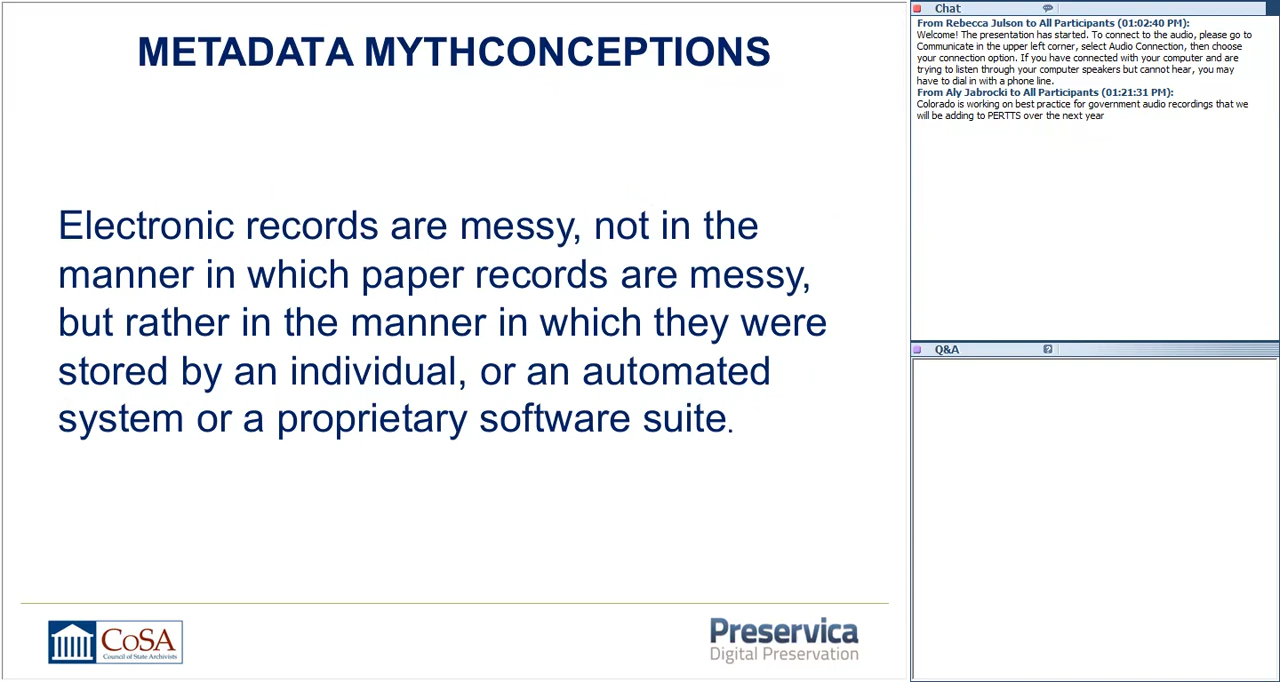 METADATA MYTHCONCEPTIONS
Electronic records are messy, not in the
manner in which paper records are messy,
but rather in the manner in which they were
stored by an individual, or an automated
system or a proprietary software suite.
CoSA
Council of State Archivists
Preservica
Digital Preservation
Chat
From Rebecca Julson to All Participants (01:02:40 PM):
Welcome! The presentation has started. To connect to the audio, please go to
Communicate in the upper left corner, select Audio Connection, then choose
your connection option. If you have connected with your computer and are
trying to listen through your computer speakers but cannot hear, you may
have to dial in with a phone line.
From Aly Jabrocki to All Participants (01:21:31 PM):
Colorado is working on best practice for government audio recordings that we
will be adding to PERTTS over the next year
Q&A